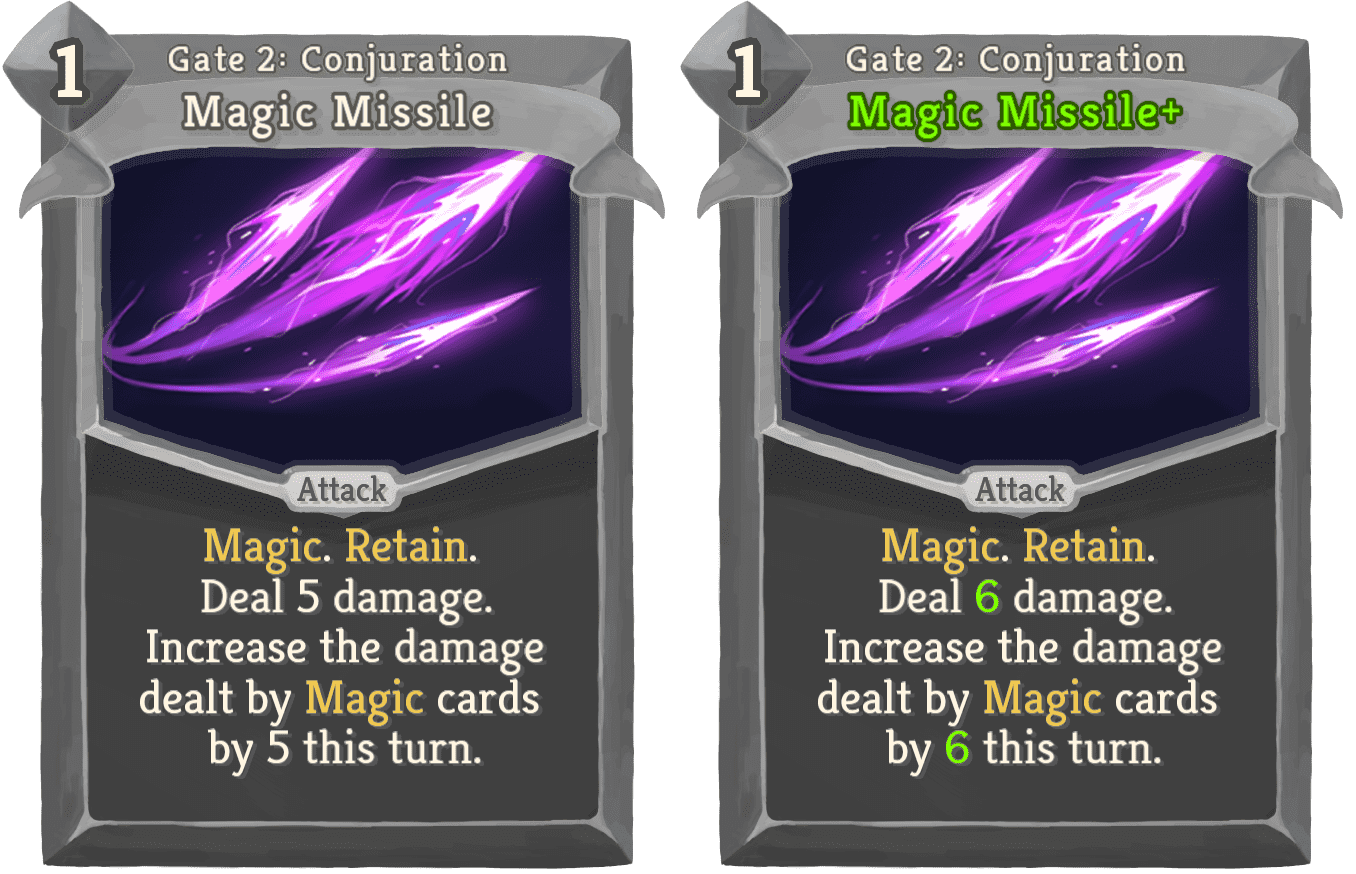 1
Gate 2: Conjuration
Magic Missile
Attack
Magic. Retain.
Deal 5 damage.
Increase the damage
dealt by Magic cards
by 5 this turn.
1
Gate 2: Conjuration
Magic Missile+
Attack
Magic. Retain.
Deal 6 damage.
Increase the damage
dealt by Magic cards
by 6 this turn.